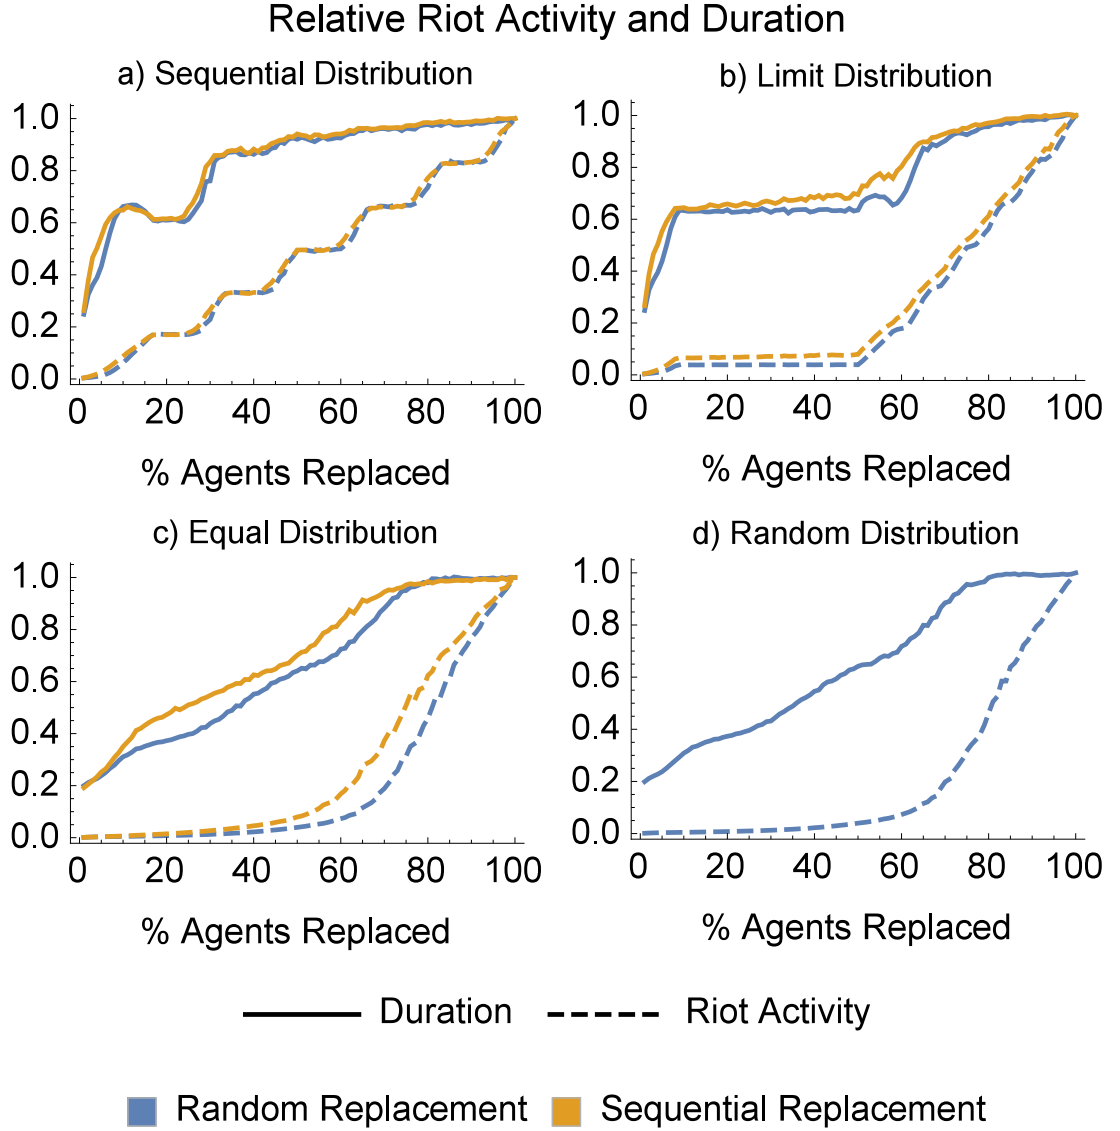 Relative Riot Activity and Duration
a) Sequential Distribution
1.0
0.8
0.6
0.4
0.2
0.0
0 20 40 60 80 100
% Agents Replaced
b) Limit Distribution
1.0
0.8
0.6
0.4
0.2
0.0
0 20 40 60 80 100
% Agents Replaced
c) Equal Distribution
1.0
0.8
0.6
0.4
0.2
0.0
0 20 40 60 80 100
% Agents Replaced
d) Random Distribution
1.0
0.8
0.6
0.4
0.2
0.0
0 20 40 60 80 100
% Agents Replaced
Duration Riot Activity
Random Replacement Sequential Replacement